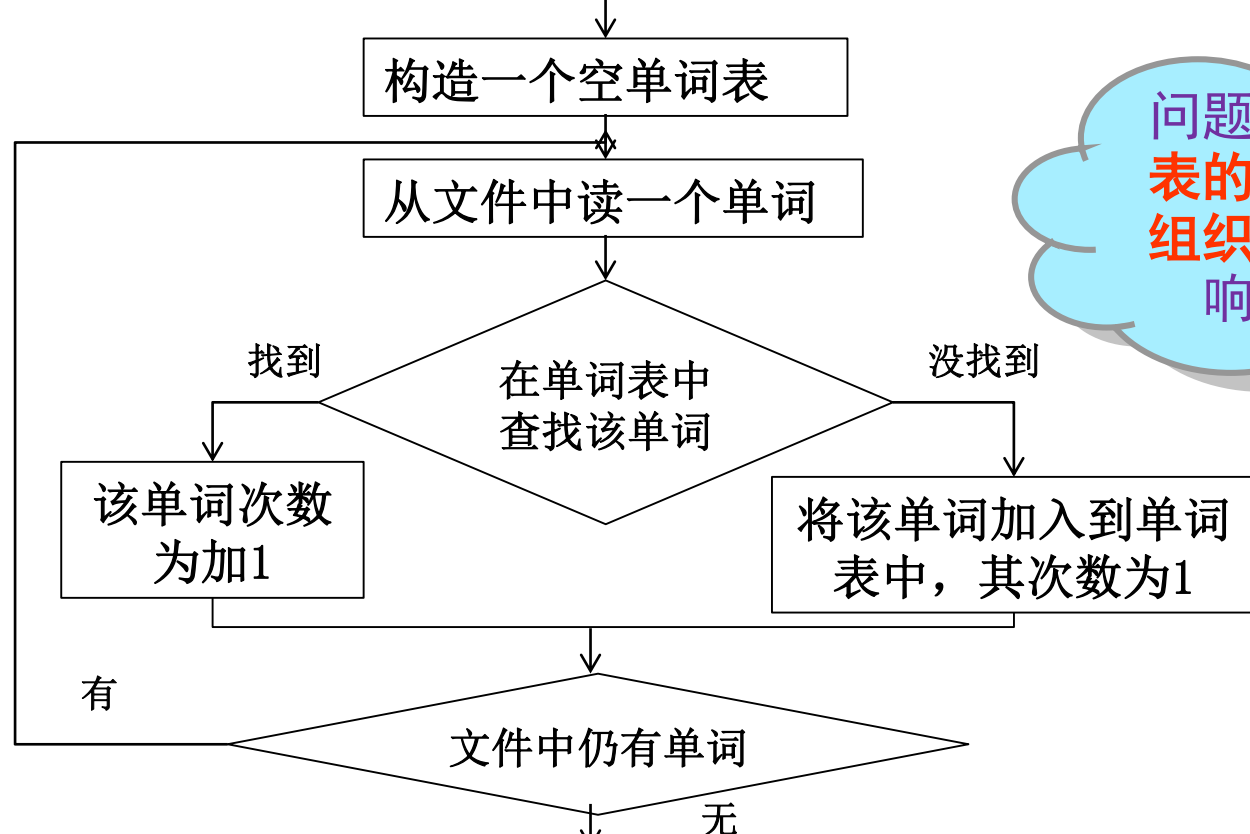 构造一个空单词表
问题
表的
组织
响
从文件中读一个单词
找到
没找到
在单词表中
查找该单词
该单词次数
为加1
将该单词加入到单词
表中，其次数为1
有
文件中仍有单词
无